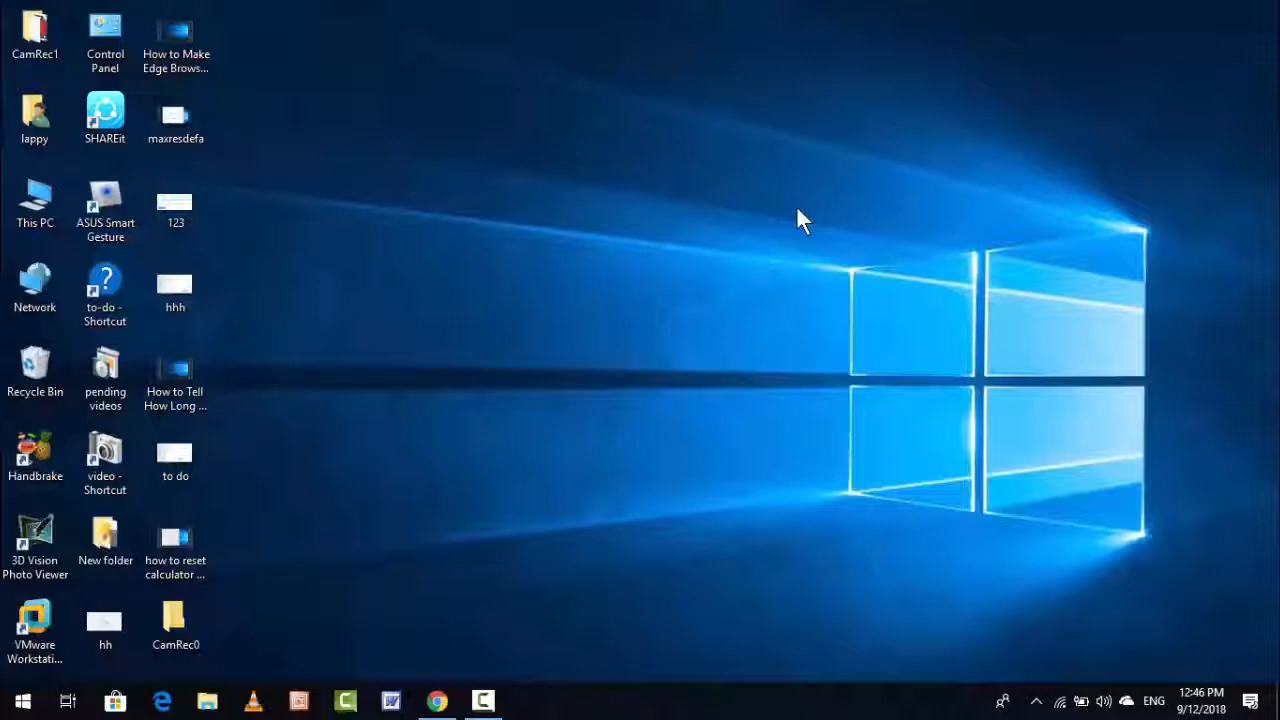 CamRec1
Control
Panel
How to Make
Edge Brows...
lappy
SHAREit
maxresdefa
This PC
ASUS Smart
Gesture
123
Network
to-do -
Shortcut
hhh
Recycle Bin
pending
videos
How to Tell
How Long ...
Handbrake
video -
Shortcut
to do
3D Vision
Photo Viewer
New folder
how to reset
calculator ...
VMware
Workstati...
hh
CamRec0
ENG
12:46 PM
9/12/2018